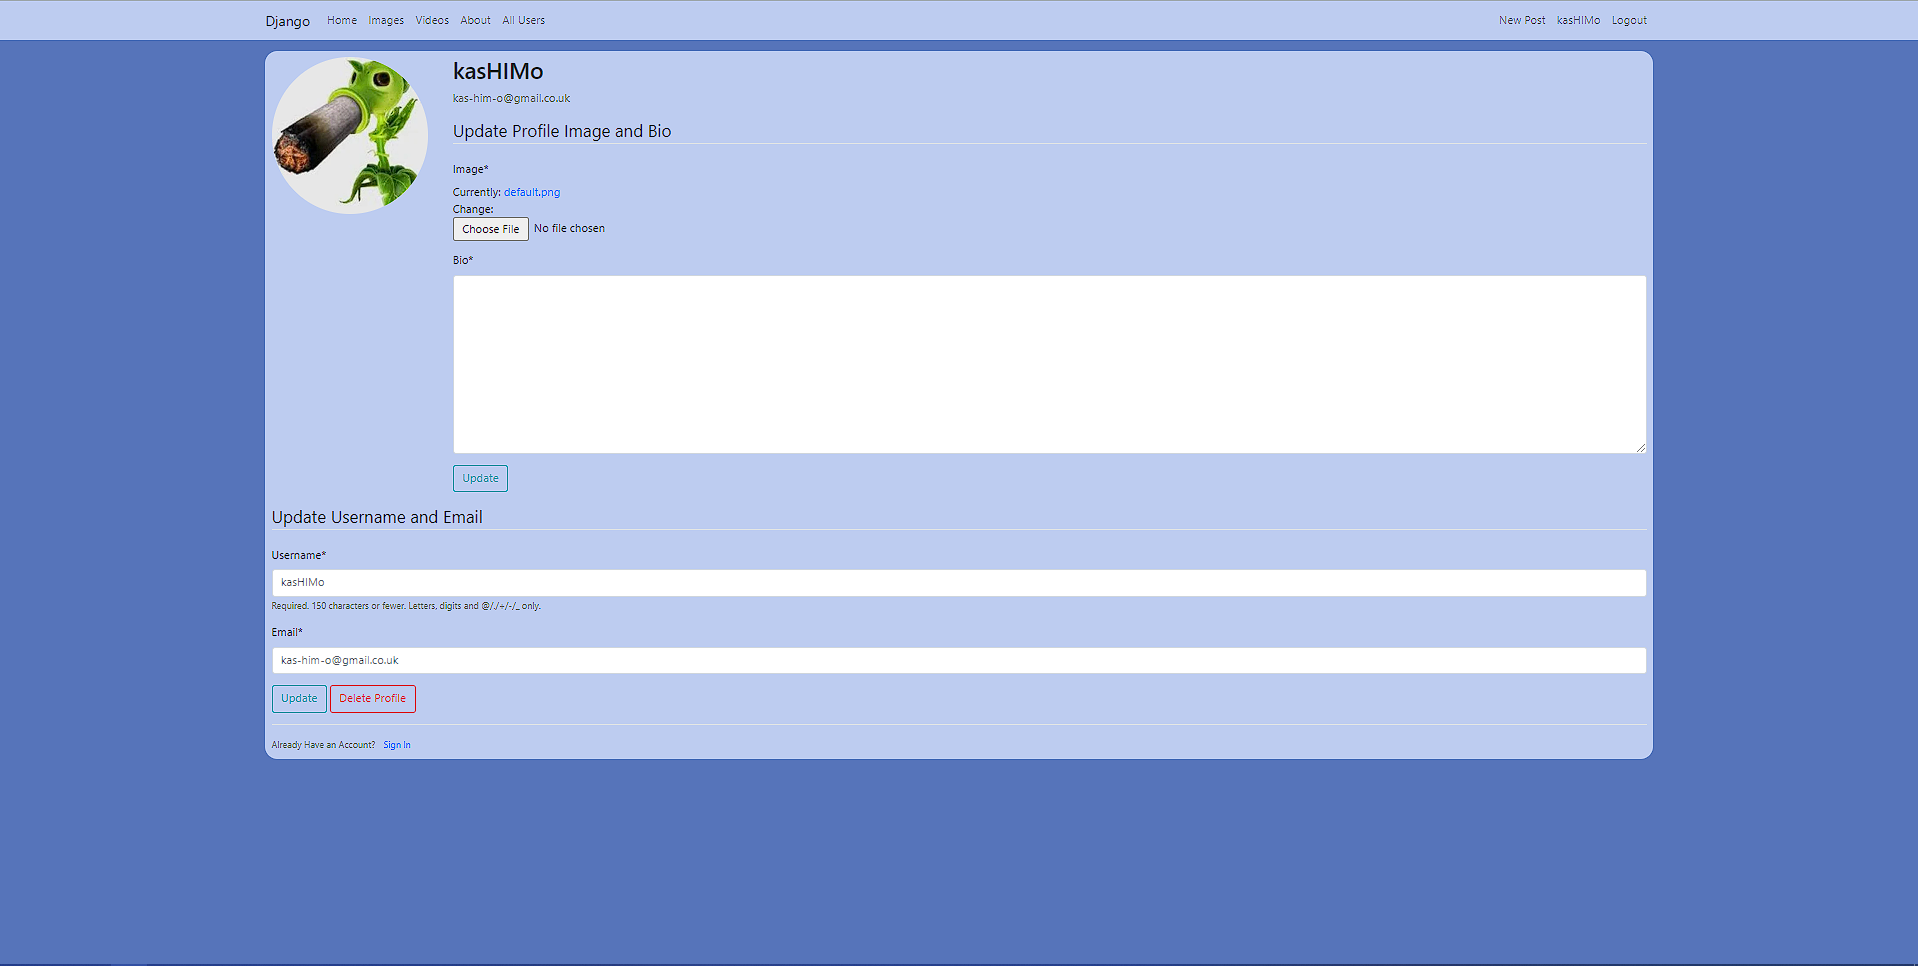 Django Home Images Videos About All Users New Post kasHIMo Logout
kasHIMo
kas-him-o@gmail.co.uk
Update Profile Image and Bio
Image*
Currently: default.png
Change:
Choose File No file chosen
Bio*
Update
Update Username and Email
Username*
kasHIMo
Required. 150 characters or fewer. Letters, digits and @/./+/-/_ only.
Email*
kas-him-o@gmail.co.uk
Update Delete Profile
Already Have an Account? Sign In